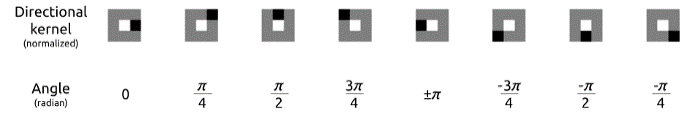 Directional
kernel
(normalized)
Angle
(radian)
0 π/4 π/2 3π/4 ±π -3π/4 -π/2 -π/4